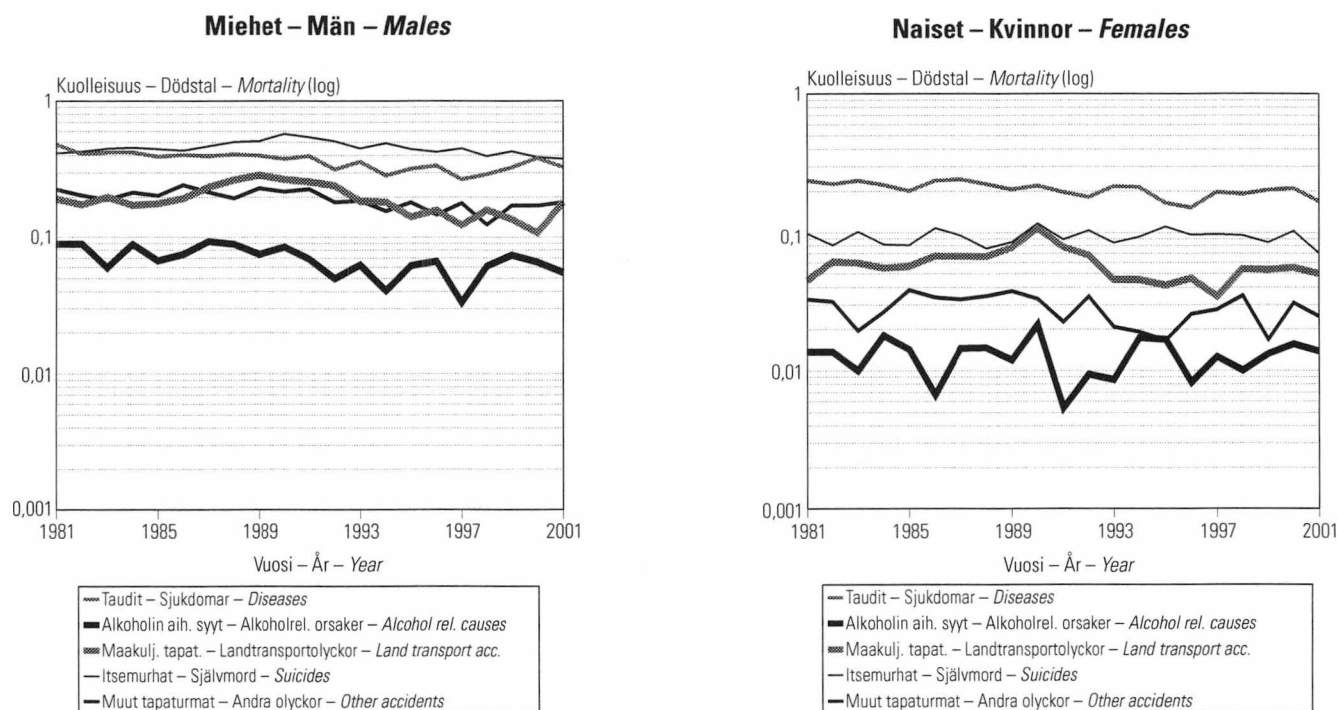 Miehet – Män – Males
Kuolleisuus – Dödstal – Mortality (log)
1
0,1
0,01
0,001
1981 1985 1989 1993 1997 2001
Vuosi – År – Year
Taudit – Sjukdomar – Diseases
Alkoholin aih. syyt – Alkoholrel. orsaker – Alcohol rel. causes
Maakulj. tapat. – Landtransportolyckor – Land transport acc.
Itsemurhat – Självmord – Suicides
Muut tapaturmat – Andra olyckor – Other accidents
Naiset – Kvinnor – Females
Kuolleisuus – Dödstal – Mortality (log)
1
0,1
0,01
0,001
1981 1985 1989 1993 1997 2001
Vuosi – År – Year
Taudit – Sjukdomar – Diseases
Alkoholin aih. syyt – Alkoholrel. orsaker – Alcohol rel. causes
Maakulj. tapat. – Landtransportolyckor – Land transport acc.
Itsemurhat – Självmord – Suicides
Muut tapaturmat – Andra olyckor – Other accidents